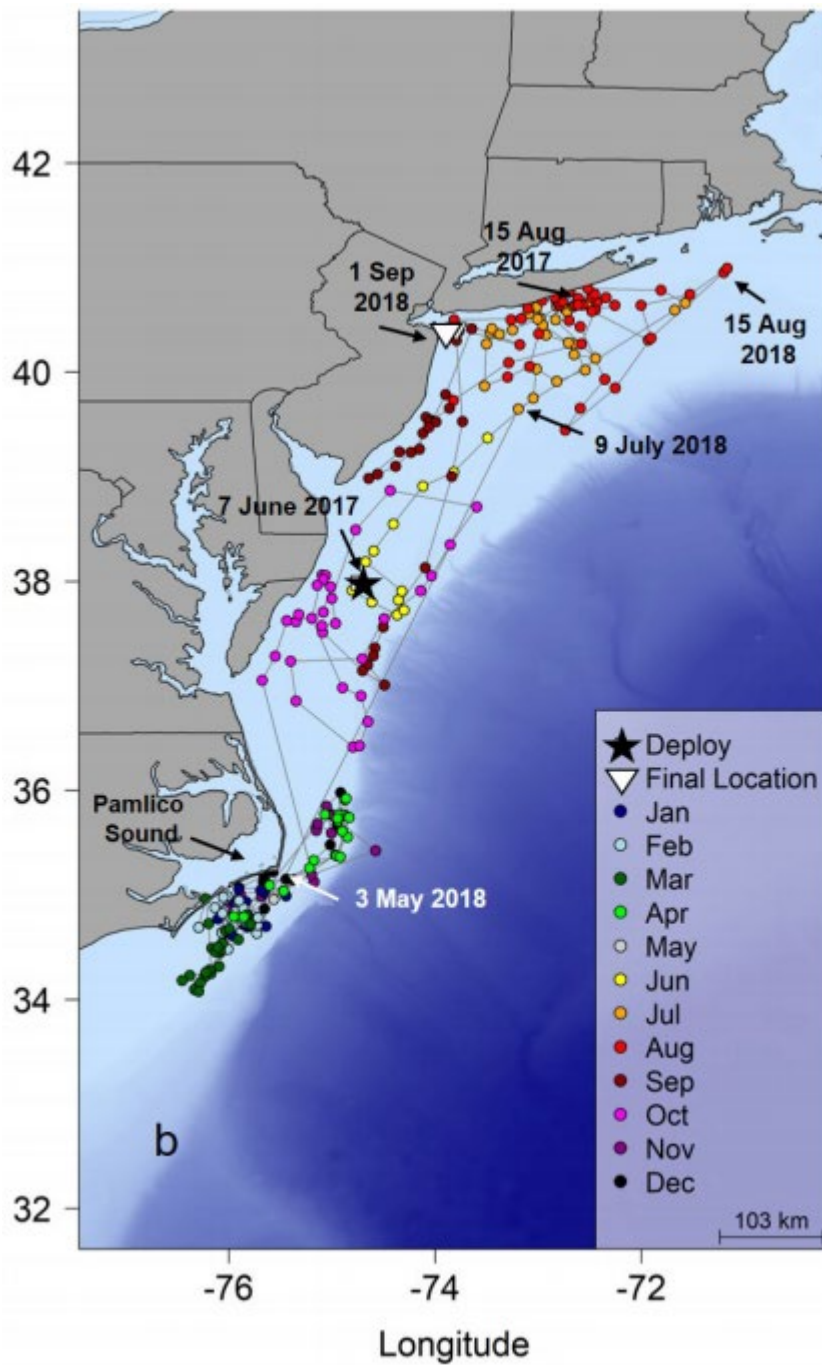 42
15 Aug
2017
1 Sep
2018
15 Aug
2018
40
9 July 2018
7 June 2017
38
36
Pamlico
Sound
3 May 2018
34
b
32
Deploy
Final Location
Jan
Feb
Mar
Apr
May
Jun
Jul
Aug
Sep
Oct
Nov
Dec
103 km
-76
-74
-72
Longitude